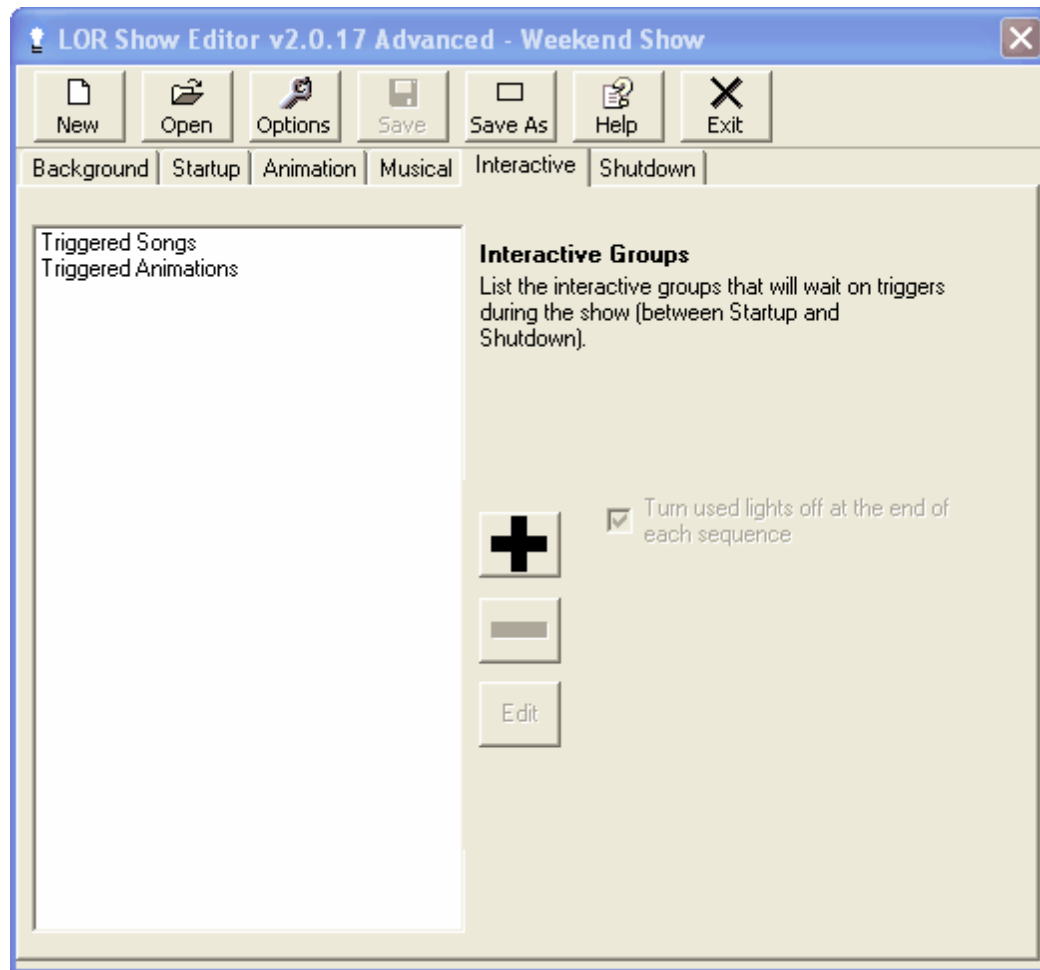 LOR Show Editor v2.0.17 Advanced - Weekend Show
New Open Options Save Save As Help Exit
Background Startup Animation Musical Interactive Shutdown
Triggered Songs
Triggered Animations
Interactive Groups
List the interactive groups that will wait on triggers
during the show (between Startup and
Shutdown).
Turn used lights off at the end of
each sequence
Edit